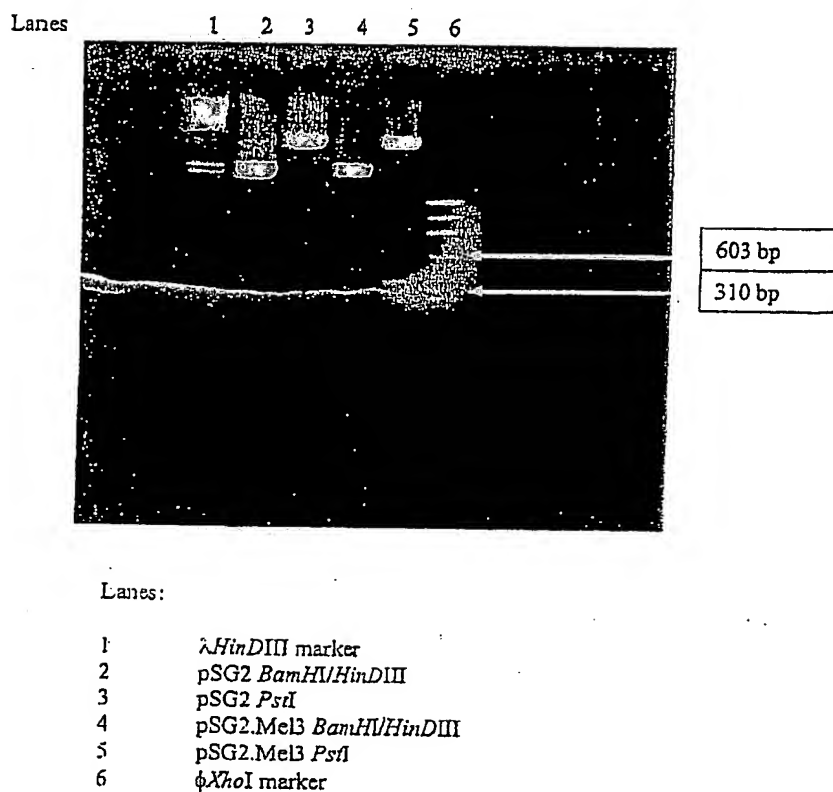 Lanes 1 2 3 4 5 6
603 bp
310 bp
Lanes:
1 λHinDIII marker
2 pSG2 BamHI/HinDIII
3 pSG2 PstI
4 pSG2.Mel3 BamHI/HinDIII
5 pSG2.Mel3 PstI
6 ϕXhoI marker